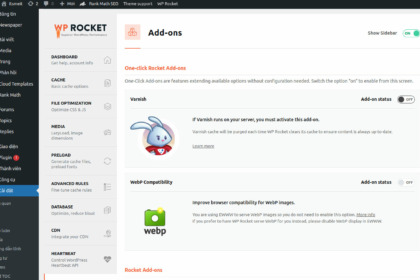 + Mới
Rank Math SEO
Theme support
WP Rocket
tin
Newspaper
viết
Media
Trang
Phản hồi
Cloud Templates
Rank Math
Forums
Topics
Replies
Giao diện
Plugin
Thành viên
Công cụ
Cài đặt
WP ROCKET
DASHBOARD
Get help, account info
CACHE
Basic cache options
FILE OPTIMIZATION
Optimize CSS & JS
MEDIA
LazyLoad, image
dimensions
PRELOAD
Generate cache files,
preload fonts
ADVANCED RULES
Fine-tune cache rules
DATABASE
Optimize, reduce bloat
CDN
Integrate your CDN
HEARTBEAT
Control WordPress
Heartbeat API
Add-ons
Show Sidebar
ON
One-click Rocket Add-ons
One-Click Add-ons are features extending available options without configuration needed. Switch the option "on" to enable from this screen.
Varnish
Add-on status
OFF
If Varnish runs on your server, you must activate this add-on.
Varnish cache will be purged each time WP Rocket clears its cache to ensure content is always up-to-date.
Learn more
WebP Compatibility
Add-on status
OFF
webp
Improve browser compatibility for WebP images.
You are using EWWW to serve WebP images so you do not need to enable this option. More info
If you prefer to have WP Rocket serve WebP for you instead, please disable WebP display in EWWW.
Rocket Add-ons